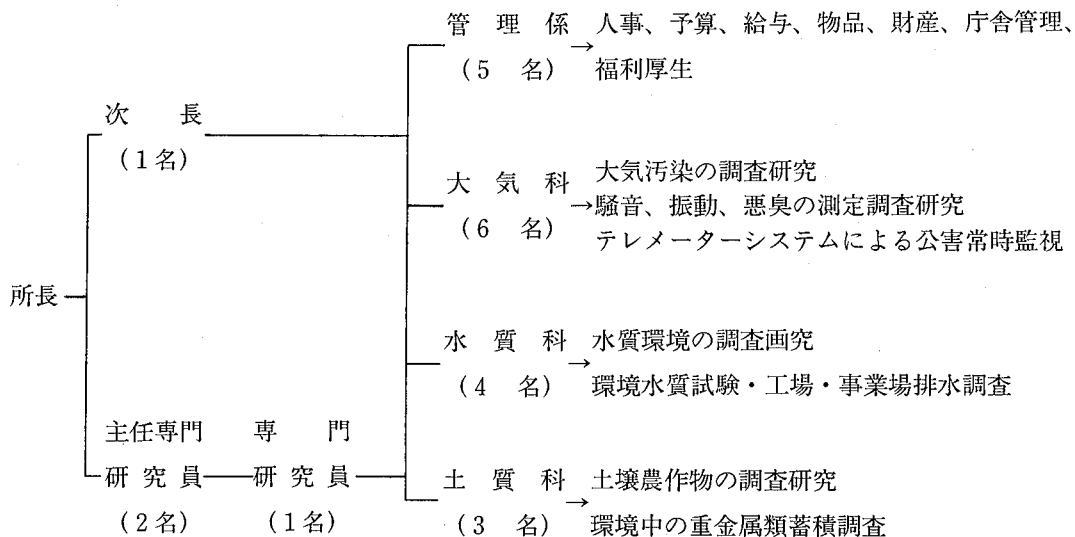 所長
次長
(1名)
主任専門
研究員
(2名)
専門
研究員
(1名)
管理係
(5名)
→
人事、予算、給与、物品、財産、庁舎管理、
福利厚生
大気科
(6名)
→
大気汚染の調査研究
騒音、振動、悪臭の測定調査研究
テレメーターシステムによる公害常時監視
水質科
(4名)
→
水質環境の調査画究
環境水質試験・工場・事業場排水調査
土質科
(3名)
→
土壌農作物の調査研究
環境中の重金属類蓄積調査